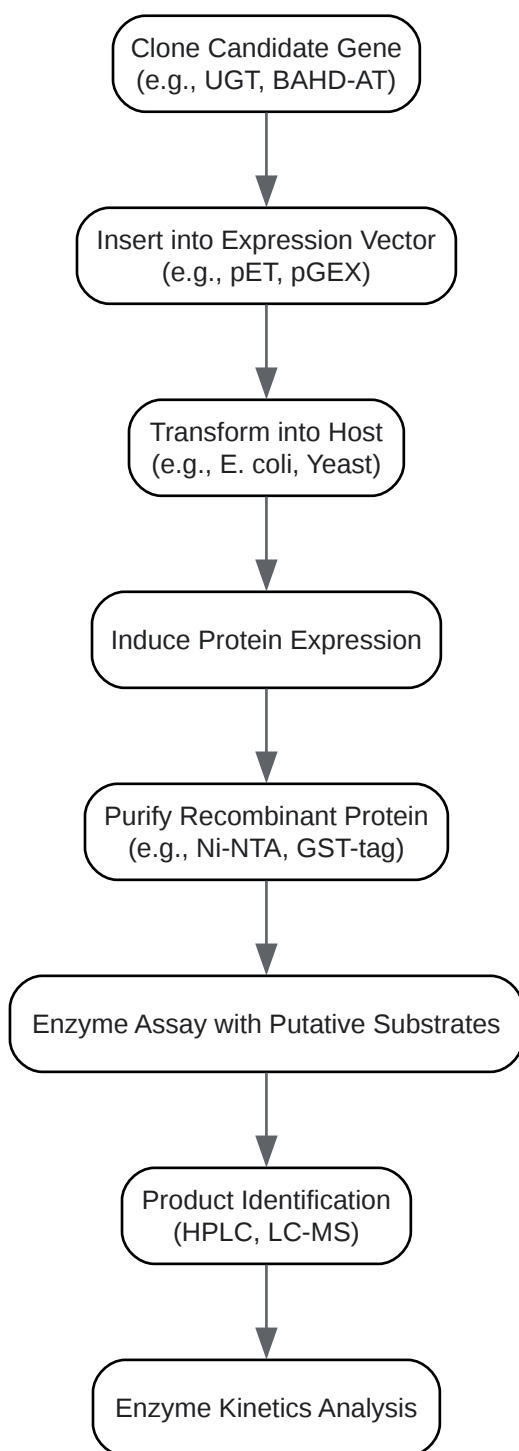 Clone Candidate Gene
(e.g., UGT, BAHD-AT)
Insert into Expression Vector
(e.g., pET, pGEX)
Transform into Host
(e.g., E. coli, Yeast)
Induce Protein Expression
Purify Recombinant Protein
(e.g., Ni-NTA, GST-tag)
Enzyme Assay with Putative Substrates
Product Identification
(HPLC, LC-MS)
Enzyme Kinetics Analysis